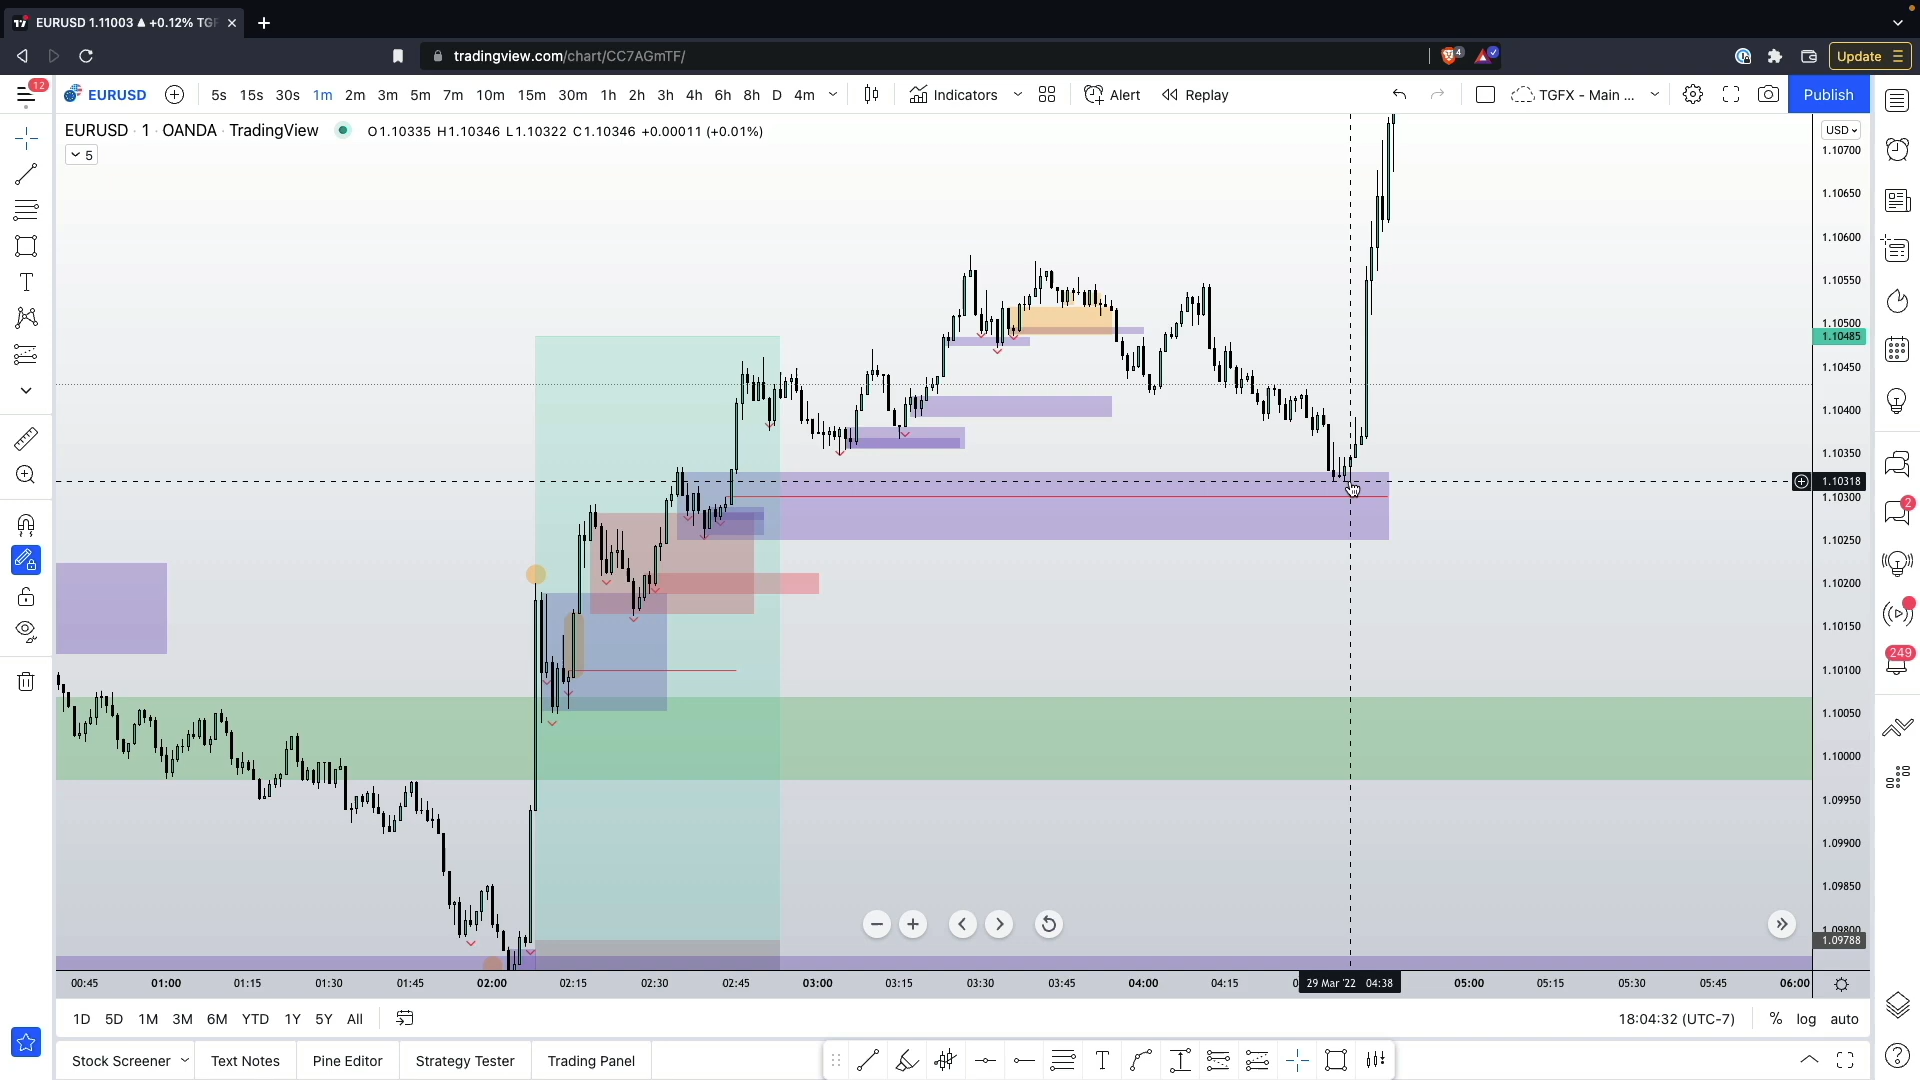 EURUSD 1.11003 ▲ +0.12% TGF
tradingview.com/chart/CC7AGmTF/
4
Update
12
EURUSD
5s 15s 30s 1m 2m 3m 5m 7m 10m 15m 30m 1h 2h 3h 4h 6h 8h D 4m
Indicators
Alert
Replay
TGFX - Main ...
Publish
EURUSD · 1 · OANDA · TradingView
O1.10335 H1.10346 L1.10322 C1.10346 +0.00011 (+0.01%)
5
USD
1.10700
1.10650
1.10600
1.10550
1.10500
1.10485
1.10450
1.10400
1.10350
1.10318
1.10300
1.10250
1.10200
1.10150
1.10100
1.10050
1.10000
1.09950
1.09900
1.09850
1.09800
1.09788
2
249
00:45 01:00 01:15 01:30 01:45 02:00 02:15 02:30 02:45 03:00 03:15 03:30 03:45 04:00 04:15 29 Mar '22 04:38 05:00 05:15 05:30 05:45 06:00
1D 5D 1M 3M 6M YTD 1Y 5Y All
18:04:32 (UTC-7)
% log auto
Stock Screener
Text Notes
Pine Editor
Strategy Tester
Trading Panel